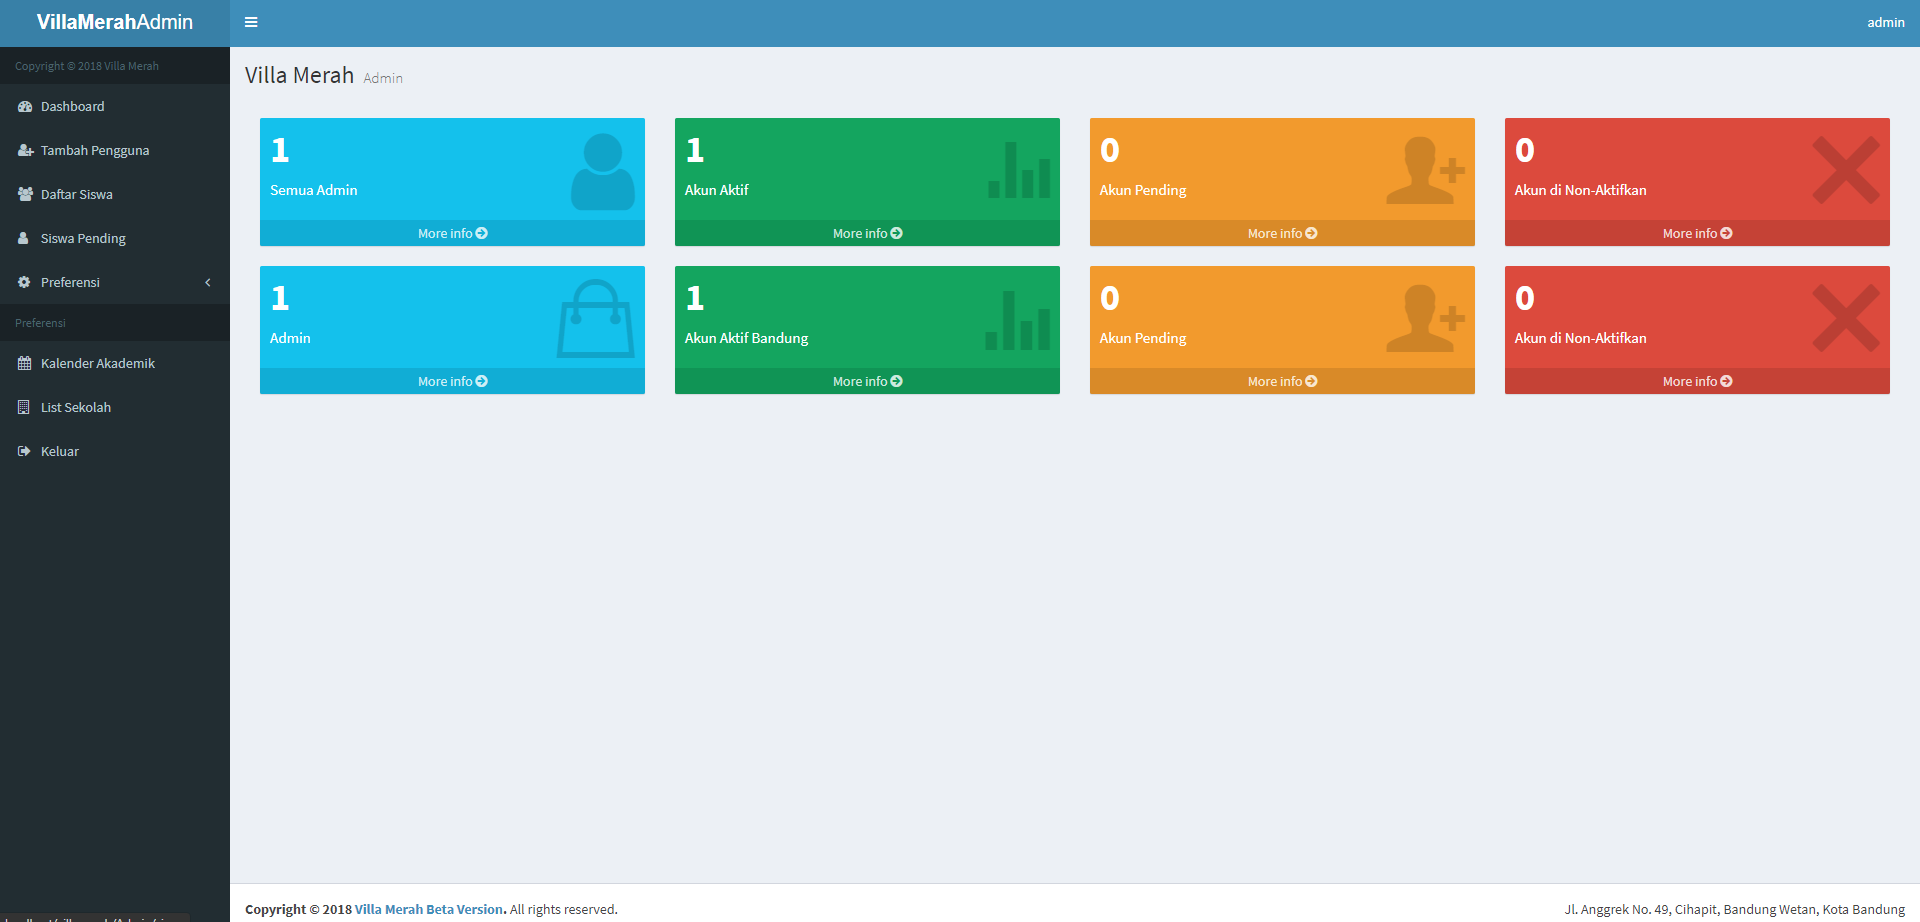 VillaMerahAdmin
admin
Copyright © 2018 Villa Merah
Dashboard
Tambah Pengguna
Daftar Siswa
Siswa Pending
Preferensi
Preferensi
Kalender Akademik
List Sekolah
Keluar
Villa Merah Admin
1
Semua Admin
More info
1
Akun Aktif
More info
0
Akun Pending
More info
0
Akun di Non-Aktifkan
More info
1
Admin
More info
1
Akun Aktif Bandung
More info
0
Akun Pending
More info
0
Akun di Non-Aktifkan
More info
Copyright © 2018 Villa Merah Beta Version. All rights reserved.
Jl. Anggrek No. 49, Cihapit, Bandung Wetan, Kota Bandung